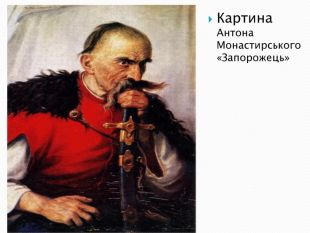 Картина
Антона
Монастирського
«Запорожець»